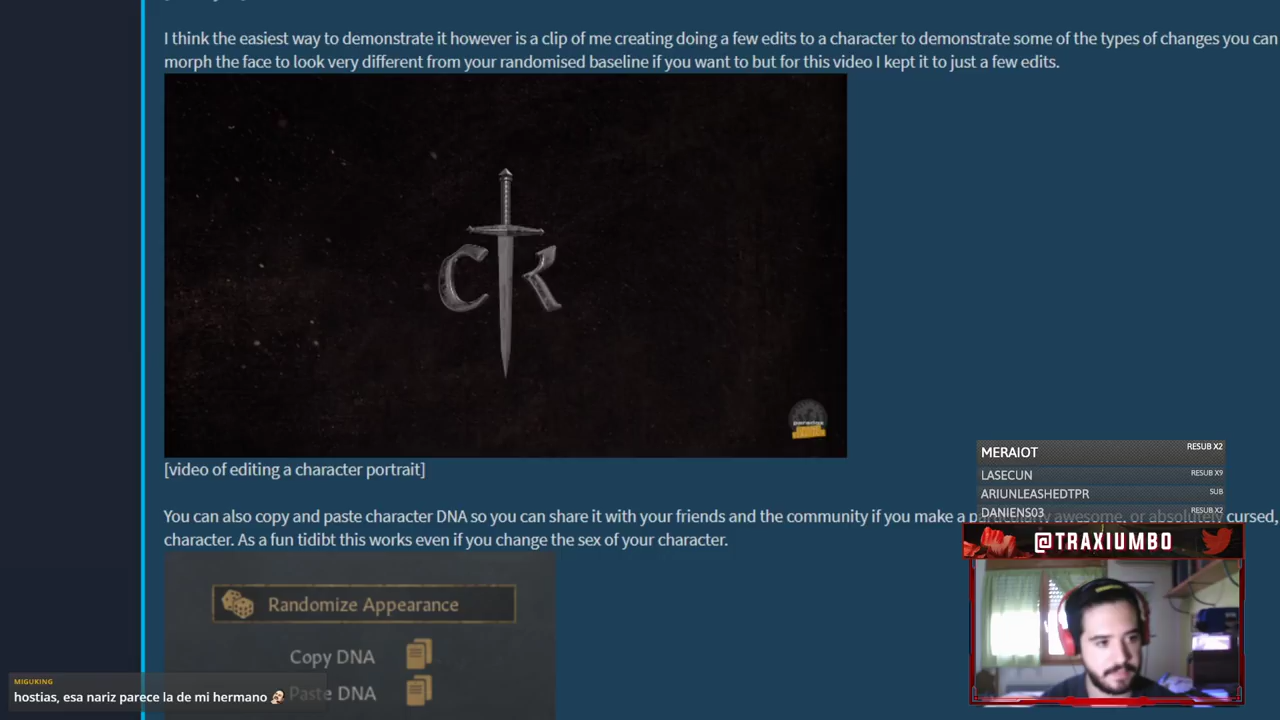 I think the easiest way to demonstrate it however is a clip of me creating doing a few edits to a character to demonstrate some of the types of changes you can
morph the face to look very different from your randomised baseline if you want to but for this video I kept it to just a few edits.
C R
[video of editing a character portrait]
You can also copy and paste character DNA so you can share it with your friends and the community if you make a awesome, or absolutely cursed,
character. As a fun tidibt this works even if you change the sex of your character.
Randomize Appearance
Copy DNA
Paste DNA
MERAIOT RESUB X2
LASECUN RESUB X9
ARIUNLEASHEDTPR SUB
DANIENS03 RESUB X2
@TRAXIUMBO
MIGUKING
hostias, esa nariz parece la de mi hermano